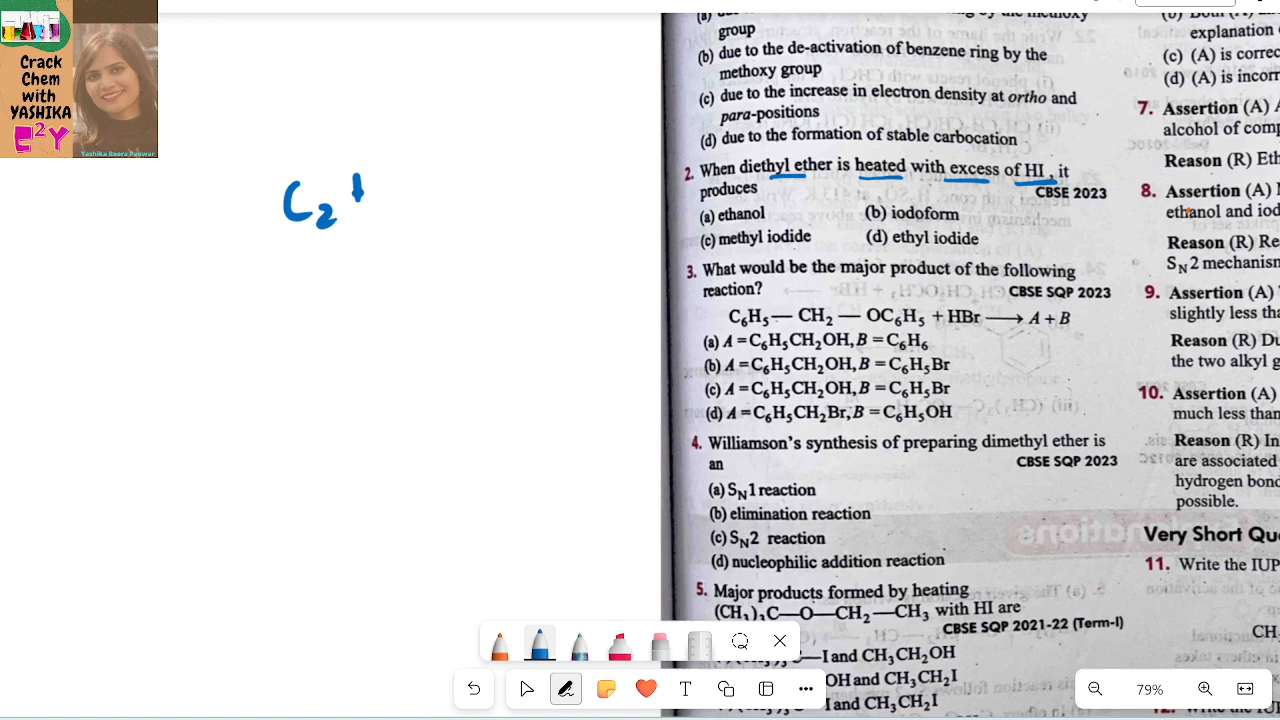 Crack
Chem
with
YASHIKA
E2Y
Yashika Boora Punwar
C2
group
(b) due to the de-activation of benzene ring by the
methoxy group
(c) due to the increase in electron density at ortho and
para-positions
(d) due to the formation of stable carbocation
2. When diethyl ether is heated with excess of HI, it
produces CBSE 2023
(a) ethanol (b) iodoform
(c) methyl iodide (d) ethyl iodide
3. What would be the major product of the following
reaction? CBSE SQP 2023
C6H5— CH2 — OC6H5 + HBr ⟶ A + B
(a) A = C6H5CH2OH, B = C6H6
(b) A = C6H5CH2OH, B = C6H5Br
(c) A = C6H5CH2OH, B = C6H5Br
(d) A = C6H5CH2Br, B = C6H5OH
4. Williamson's synthesis of preparing dimethyl ether is
an CBSE SQP 2023
(a) SN1 reaction
(b) elimination reaction
(c) SN2 reaction
(d) nucleophilic addition reaction
5. Major products formed by heating
(CH3)3C—O—CH2—CH3 with HI are
CBSE SQP 2021-22 (Term-I)
—I and CH3CH2OH
OH and CH3CH2I
I and CH3CH2I
explanation
(c) (A) is correc
(d) (A) is incorr
7. Assertion (A) A
alcohol of comp
Reason (R) Eth
8. Assertion (A)
ethanol and iod
Reason (R) Re
SN2 mechanism
9. Assertion (A)
slightly less tha
Reason (R) Du
the two alkyl g
10. Assertion (A)
much less than
Reason (R) In
are associated
hydrogen bond
possible.
Very Short Qu
11. Write the IUP
CH
79%